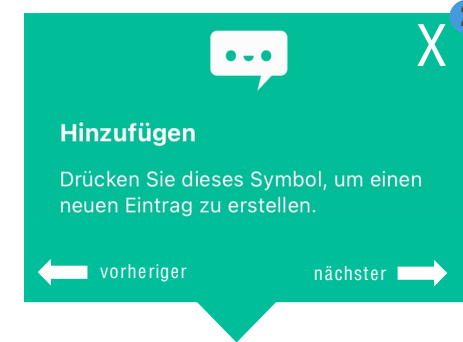 X
Hinzufügen
Drücken Sie dieses Symbol, um einen
neuen Eintrag zu erstellen.
vorheriger
nächster